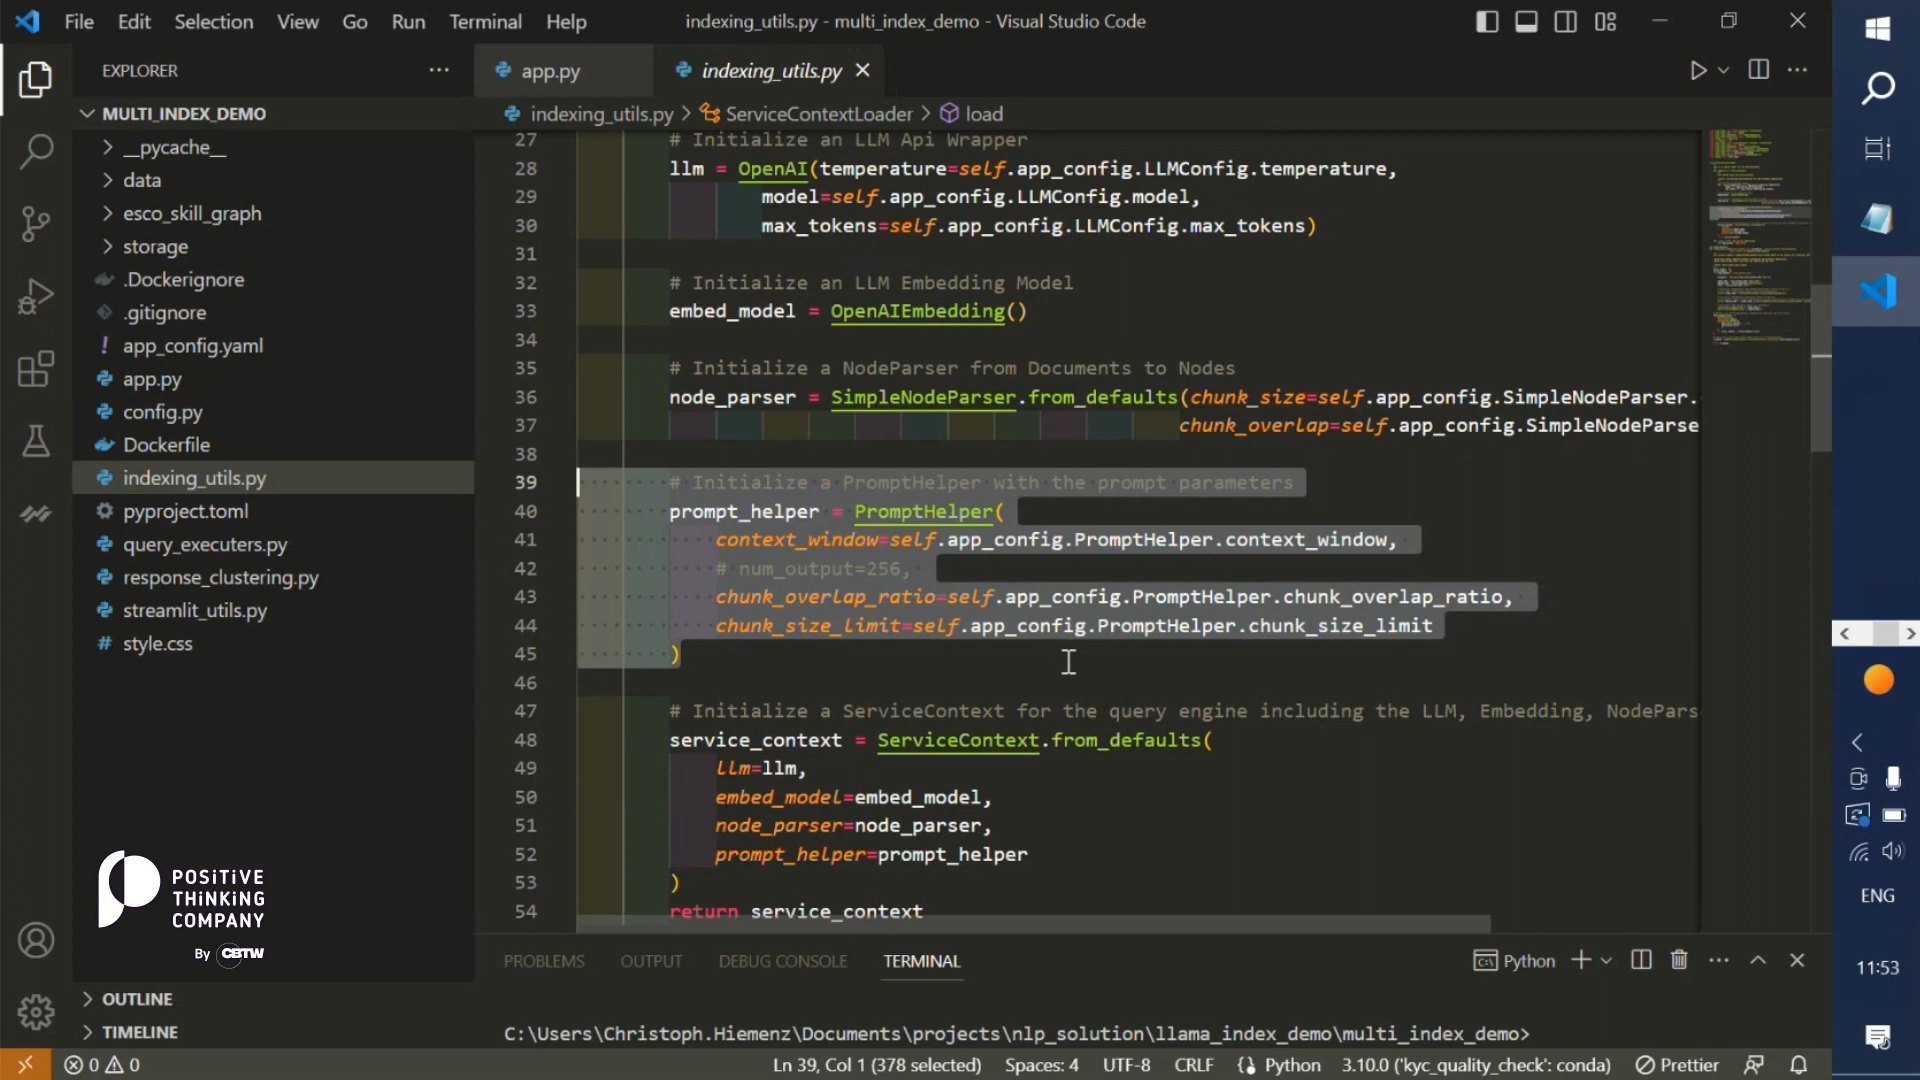 File Edit Selection View Go Run Terminal Help
indexing_utils.py - multi_index_demo - Visual Studio Code
EXPLORER
app.py
indexing_utils.py
MULTI_INDEX_DEMO
__pycache__
data
esco_skill_graph
storage
.Dockerignore
.gitignore
! app_config.yaml
app.py
config.py
Dockerfile
indexing_utils.py
pyproject.toml
query_executers.py
response_clustering.py
streamlit_utils.py
# style.css
POSITIVE
THINKING
COMPANY
By CBTW
OUTLINE
TIMELINE
indexing_utils.py > ServiceContextLoader > load
27 # Initialize an LLM Api Wrapper
28 llm = OpenAI(temperature=self.app_config.LLMConfig.temperature,
29 model=self.app_config.LLMConfig.model,
30 max_tokens=self.app_config.LLMConfig.max_tokens)
31
32 # Initialize an LLM Embedding Model
33 embed_model = OpenAIEmbedding()
34
35 # Initialize a NodeParser from Documents to Nodes
36 node_parser = SimpleNodeParser.from_defaults(chunk_size=self.app_config.SimpleNodeParser.
37 chunk_overlap=self.app_config.SimpleNodeParse
38
39 # Initialize a PromptHelper with the prompt parameters
40 prompt_helper = PromptHelper(
41 context_window=self.app_config.PromptHelper.context_window,
42 # num_output=256,
43 chunk_overlap_ratio=self.app_config.PromptHelper.chunk_overlap_ratio,
44 chunk_size_limit=self.app_config.PromptHelper.chunk_size_limit
45 )
46
47 # Initialize a ServiceContext for the query engine including the LLM, Embedding, NodePars
48 service_context = ServiceContext.from_defaults(
49 llm=llm,
50 embed_model=embed_model,
51 node_parser=node_parser,
52 prompt_helper=prompt_helper
53 )
54 return service_context
PROBLEMS OUTPUT DEBUG CONSOLE TERMINAL
Python
C:\Users\Christoph.Hiemenz\Documents\projects\nlp_solution\llama_index_demo\multi_index_demo>
0 0
Ln 39, Col 1 (378 selected) Spaces: 4 UTF-8 CRLF Python 3.10.0 ('kyc_quality_check': conda) Prettier
ENG
11:53